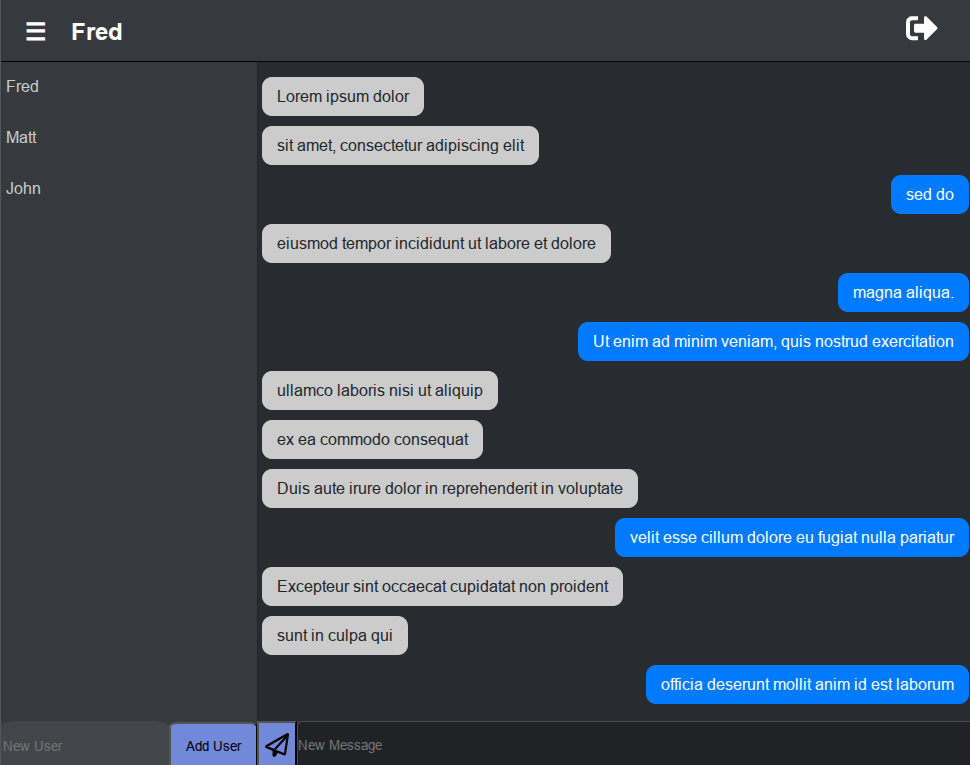 Fred
Fred
Matt
John
Lorem ipsum dolor
sit amet, consectetur adipiscing elit
sed do
eiusmod tempor incididunt ut labore et dolore
magna aliqua.
Ut enim ad minim veniam, quis nostrud exercitation
ullamco laboris nisi ut aliquip
ex ea commodo consequat
Duis aute irure dolor in reprehenderit in voluptate
velit esse cillum dolore eu fugiat nulla pariatur
Excepteur sint occaecat cupidatat non proident
sunt in culpa qui
officia deserunt mollit anim id est laborum
New User
Add User
New Message